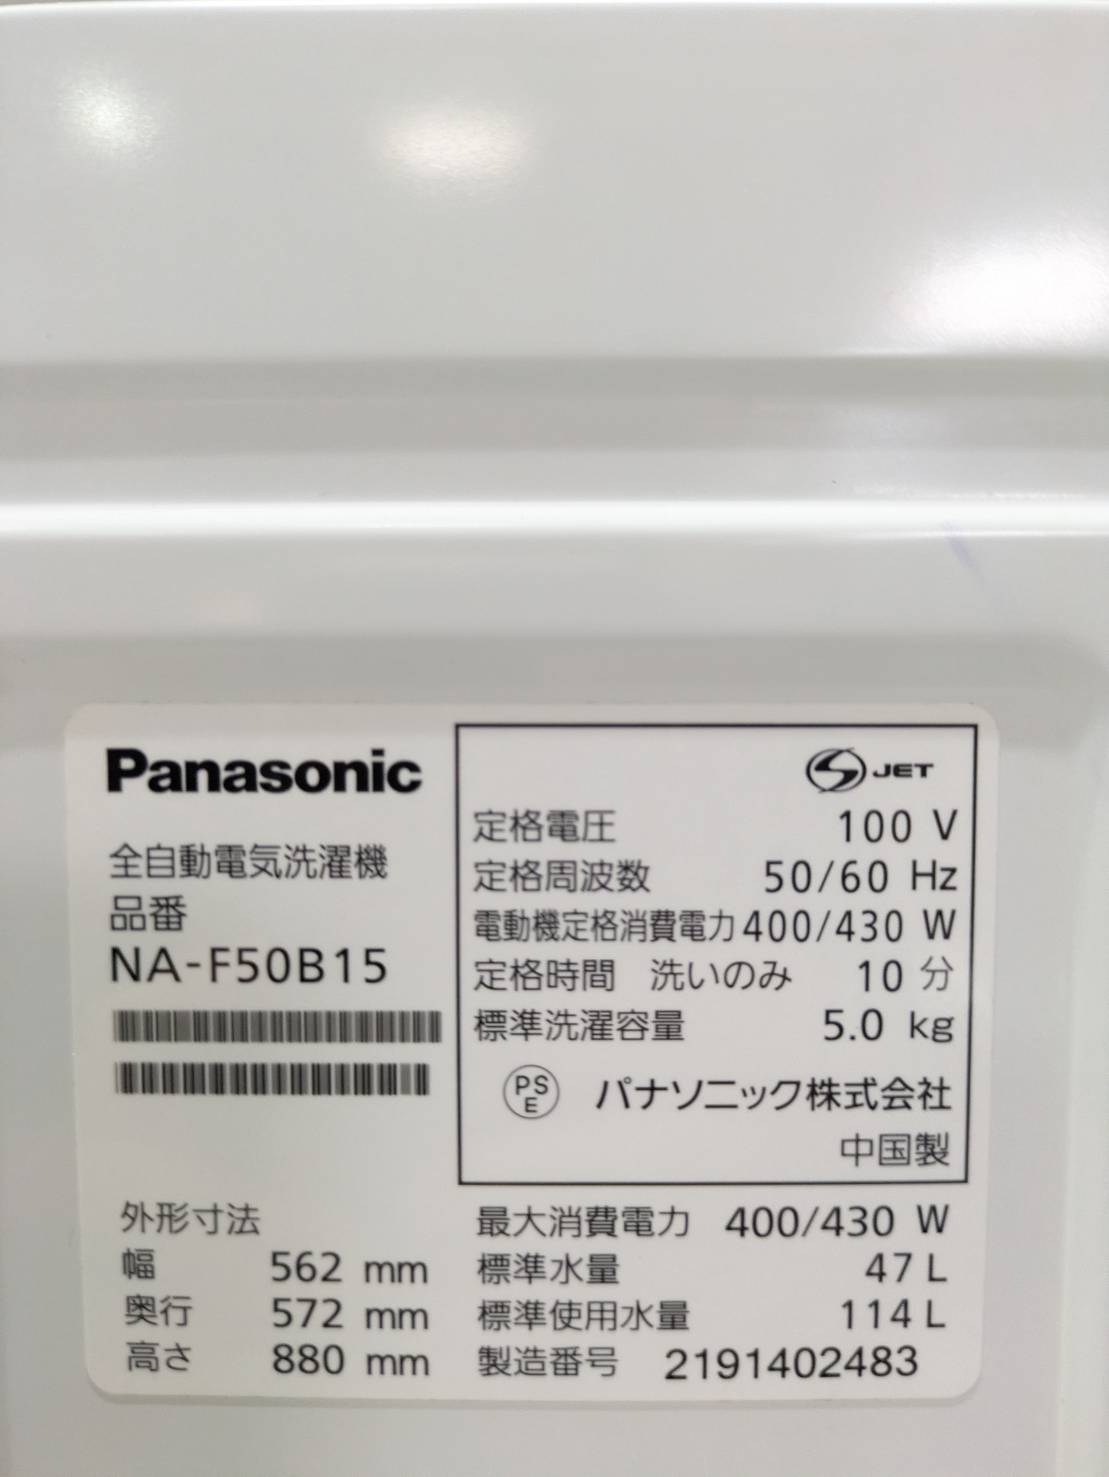 Panasonic
全自動電気洗濯機
品番
NA-F50B15
S JET
定格電圧 100 V
定格周波数 50/60 Hz
電動機定格消費電力 400/430 W
定格時間 洗いのみ 10 分
標準洗濯容量 5.0 kg
PS
E パナソニック株式会社
中国製
外形寸法
幅 562 mm
奥行 572 mm
高さ 880 mm
最大消費電力 400/430 W
標準水量 47 L
標準使用水量 114 L
製造番号 2191402483